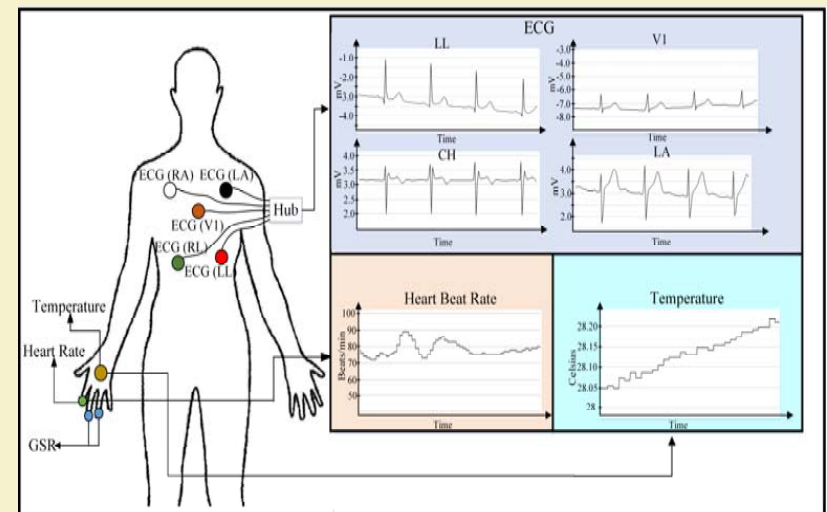 ECG
LL
-1.0
-2.0
-3.0
-4.0
mV
Time
V1
-3.0
-4.0
-5.0
-6.0
-7.0
-8.0
mV
Time
CH
4.0
3.5
3.0
2.5
2.0
mV
Time
LA
4.0
3.0
2.0
mV
Time
ECG (RA) ECG (LA)
Hub
ECG (V1)
ECG (RL)
ECG (LL)
Temperature
Heart Rate
GSR
Heart Beat Rate
100
90
80
70
60
50
Beats/min
Time
Temperature
28.20
28.15
28.10
28.05
28
Celsius
Time